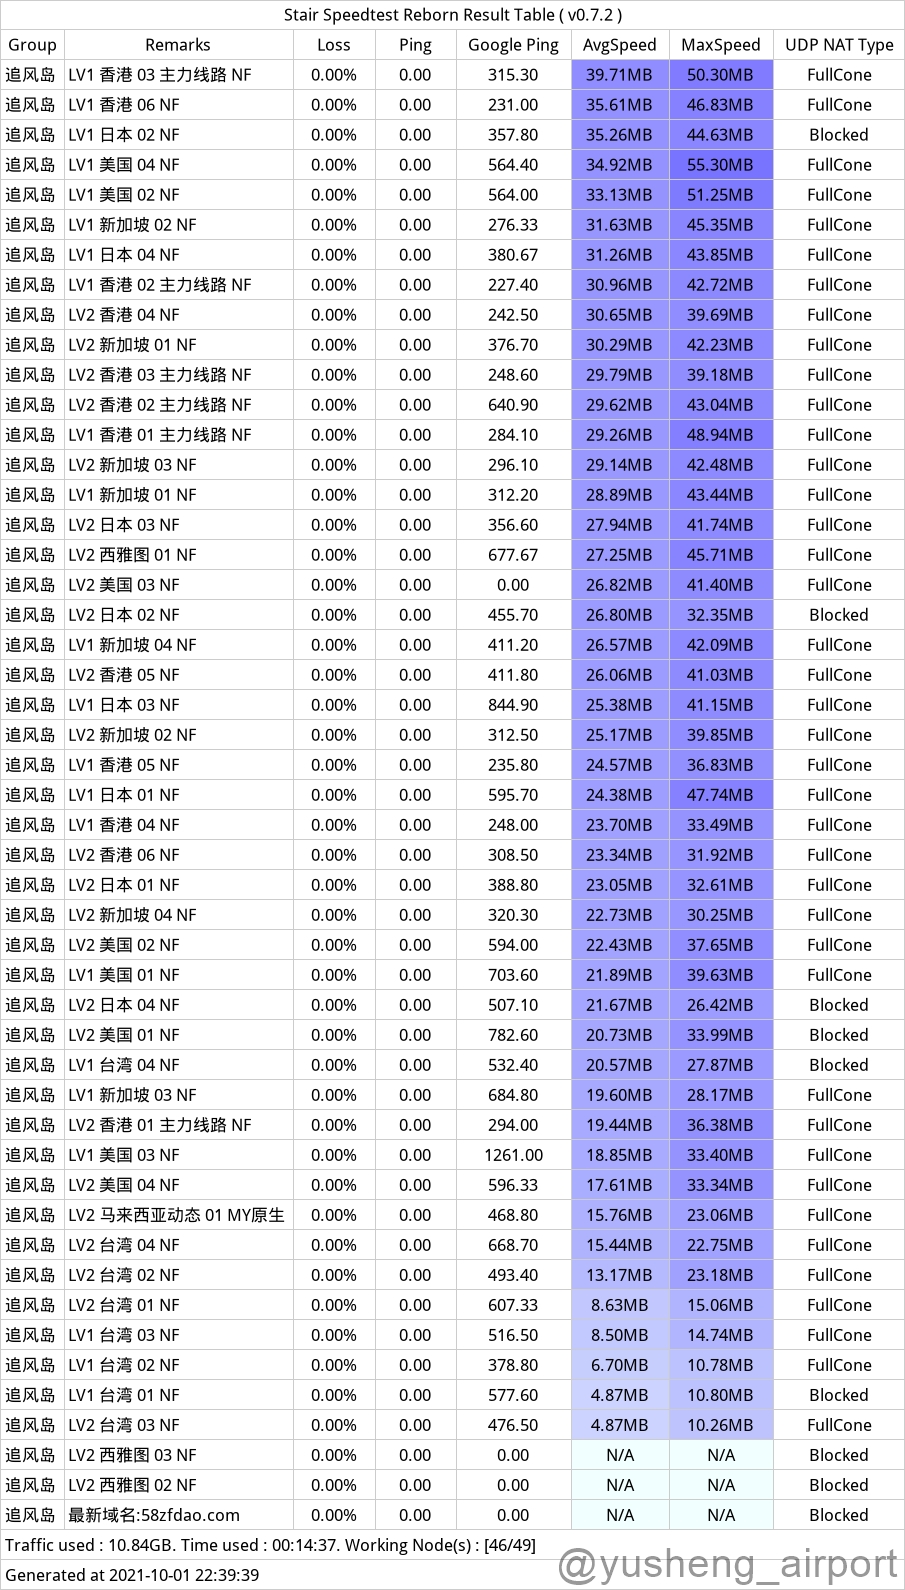 Stair Speedtest Reborn Result Table ( v0.7.2 )
Group Remarks Loss Ping Google Ping AvgSpeed MaxSpeed UDP NAT Type
追风岛 LV1 香港 03 主力线路 NF 0.00% 0.00 315.30 39.71MB 50.30MB FullCone
追风岛 LV1 香港 06 NF 0.00% 0.00 231.00 35.61MB 46.83MB FullCone
追风岛 LV1 日本 02 NF 0.00% 0.00 357.80 35.26MB 44.63MB Blocked
追风岛 LV1 美国 04 NF 0.00% 0.00 564.40 34.92MB 55.30MB FullCone
追风岛 LV1 美国 02 NF 0.00% 0.00 564.00 33.13MB 51.25MB FullCone
追风岛 LV1 新加坡 02 NF 0.00% 0.00 276.33 31.63MB 45.35MB FullCone
追风岛 LV1 日本 04 NF 0.00% 0.00 380.67 31.26MB 43.85MB FullCone
追风岛 LV1 香港 02 主力线路 NF 0.00% 0.00 227.40 30.96MB 42.72MB FullCone
追风岛 LV2 香港 04 NF 0.00% 0.00 242.50 30.65MB 39.69MB FullCone
追风岛 LV2 新加坡 01 NF 0.00% 0.00 376.70 30.29MB 42.23MB FullCone
追风岛 LV2 香港 03 主力线路 NF 0.00% 0.00 248.60 29.79MB 39.18MB FullCone
追风岛 LV2 香港 02 主力线路 NF 0.00% 0.00 640.90 29.62MB 43.04MB FullCone
追风岛 LV1 香港 01 主力线路 NF 0.00% 0.00 284.10 29.26MB 48.94MB FullCone
追风岛 LV2 新加坡 03 NF 0.00% 0.00 296.10 29.14MB 42.48MB FullCone
追风岛 LV1 新加坡 01 NF 0.00% 0.00 312.20 28.89MB 43.44MB FullCone
追风岛 LV2 日本 03 NF 0.00% 0.00 356.60 27.94MB 41.74MB FullCone
追风岛 LV2 西雅图 01 NF 0.00% 0.00 677.67 27.25MB 45.71MB FullCone
追风岛 LV2 美国 03 NF 0.00% 0.00 0.00 26.82MB 41.40MB FullCone
追风岛 LV2 日本 02 NF 0.00% 0.00 455.70 26.80MB 32.35MB Blocked
追风岛 LV1 新加坡 04 NF 0.00% 0.00 411.20 26.57MB 42.09MB FullCone
追风岛 LV2 香港 05 NF 0.00% 0.00 411.80 26.06MB 41.03MB FullCone
追风岛 LV1 日本 03 NF 0.00% 0.00 844.90 25.38MB 41.15MB FullCone
追风岛 LV2 新加坡 02 NF 0.00% 0.00 312.50 25.17MB 39.85MB FullCone
追风岛 LV1 香港 05 NF 0.00% 0.00 235.80 24.57MB 36.83MB FullCone
追风岛 LV1 日本 01 NF 0.00% 0.00 595.70 24.38MB 47.74MB FullCone
追风岛 LV1 香港 04 NF 0.00% 0.00 248.00 23.70MB 33.49MB FullCone
追风岛 LV2 香港 06 NF 0.00% 0.00 308.50 23.34MB 31.92MB FullCone
追风岛 LV2 日本 01 NF 0.00% 0.00 388.80 23.05MB 32.61MB FullCone
追风岛 LV2 新加坡 04 NF 0.00% 0.00 320.30 22.73MB 30.25MB FullCone
追风岛 LV2 美国 02 NF 0.00% 0.00 594.00 22.43MB 37.65MB FullCone
追风岛 LV1 美国 01 NF 0.00% 0.00 703.60 21.89MB 39.63MB FullCone
追风岛 LV2 日本 04 NF 0.00% 0.00 507.10 21.67MB 26.42MB Blocked
追风岛 LV2 美国 01 NF 0.00% 0.00 782.60 20.73MB 33.99MB Blocked
追风岛 LV1 台湾 04 NF 0.00% 0.00 532.40 20.57MB 27.87MB Blocked
追风岛 LV1 新加坡 03 NF 0.00% 0.00 684.80 19.60MB 28.17MB FullCone
追风岛 LV2 香港 01 主力线路 NF 0.00% 0.00 294.00 19.44MB 36.38MB FullCone
追风岛 LV1 美国 03 NF 0.00% 0.00 1261.00 18.85MB 33.40MB FullCone
追风岛 LV2 美国 04 NF 0.00% 0.00 596.33 17.61MB 33.34MB FullCone
追风岛 LV2 马来西亚动态 01 MY原生 0.00% 0.00 468.80 15.76MB 23.06MB FullCone
追风岛 LV2 台湾 04 NF 0.00% 0.00 668.70 15.44MB 22.75MB FullCone
追风岛 LV2 台湾 02 NF 0.00% 0.00 493.40 13.17MB 23.18MB FullCone
追风岛 LV2 台湾 01 NF 0.00% 0.00 607.33 8.63MB 15.06MB FullCone
追风岛 LV1 台湾 03 NF 0.00% 0.00 516.50 8.50MB 14.74MB FullCone
追风岛 LV1 台湾 02 NF 0.00% 0.00 378.80 6.70MB 10.78MB FullCone
追风岛 LV1 台湾 01 NF 0.00% 0.00 577.60 4.87MB 10.80MB Blocked
追风岛 LV2 台湾 03 NF 0.00% 0.00 476.50 4.87MB 10.26MB FullCone
追风岛 LV2 西雅图 03 NF 0.00% 0.00 0.00 N/A N/A Blocked
追风岛 LV2 西雅图 02 NF 0.00% 0.00 0.00 N/A N/A Blocked
追风岛 最新域名:58zfdao.com 0.00% 0.00 0.00 N/A N/A Blocked
Traffic used : 10.84GB. Time used : 00:14:37. Working Node(s) : [46/49]
Generated at 2021-10-01 22:39:39
@yusheng_airport